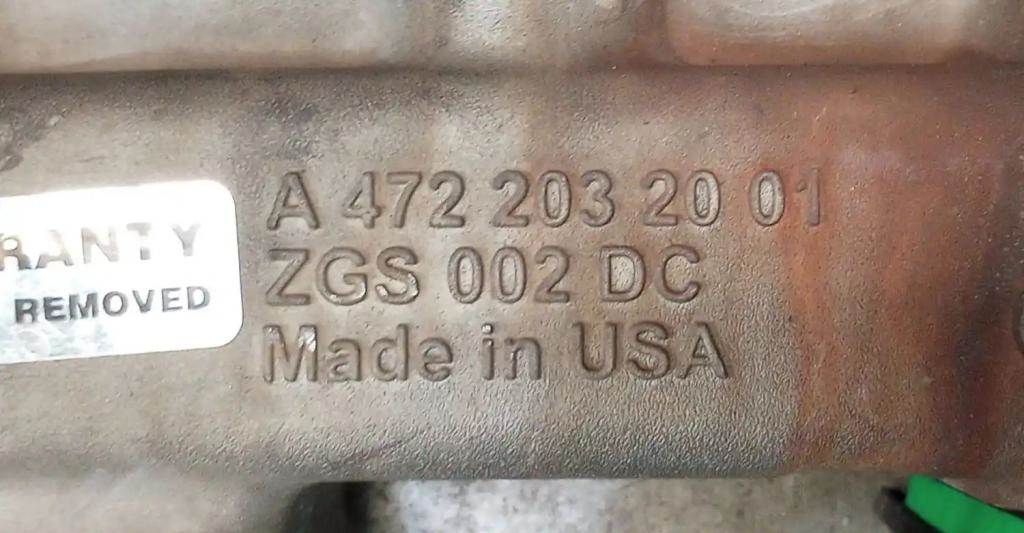 A 472 203 20 01
ZGS 002 DC
Made in USA
RANTY
REMOVED